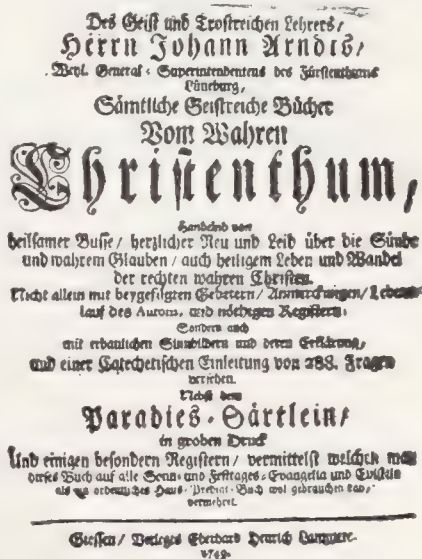 Des Geist und Trostreichen Lehrers/
Herrn Johann Arndts/
Weyl. General-Superintendentens des Fürstenthums
Lüneburg,
Sämtliche Geistreiche Bücher
Vom Wahren
Christenthum,
Handelnd von
heilsamer Busse / hertzlicher Reu und Leid über die Sünde
und wahrem Glauben / auch heiligem Leben und Wandel
der rechten wahren Christen.
Nicht allein mit beygefügten Gebetern / Anmerckungen / Lebens-
lauf des Autoris, und nöthigen Registern;
Sondern auch
mit erbaulichen Sinnbildern und deren Erklärung,
und einer Catechetischen Einleitung von 288. Fragen
versehen.
Nebst dem
Paradies-Gärtlein/
in groben Druck
Und einigen besondern Registern / vermittelst welcher man
dieses Buch auf alle Sonn- und Festtages-Evangelia und Episteln
als ein ordentliches Haus-Predigt-Buch wol gebrauchen kan,
vermehret.
Giessen / Verlegts Eberhard Henrich